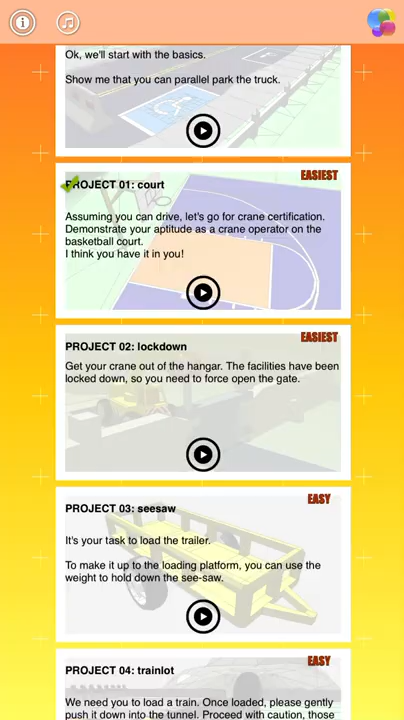 Ok, we'll start with the basics.
Show me that you can parallel park the truck.
EASIEST
PROJECT 01: court
Assuming you can drive, let's go for crane certification.
Demonstrate your aptitude as a crane operator on the
basketball court.
I think you have it in you!
EASIEST
PROJECT 02: lockdown
Get your crane out of the hangar. The facilities have been
locked down, so you need to force open the gate.
EASY
PROJECT 03: seesaw
It's your task to load the trailer.
To make it up to the loading platform, you can use the
weight to hold down the see-saw.
EASY
PROJECT 04: trainlot
We need you to load a train. Once loaded, please gently
push it down into the tunnel. Proceed with caution, those